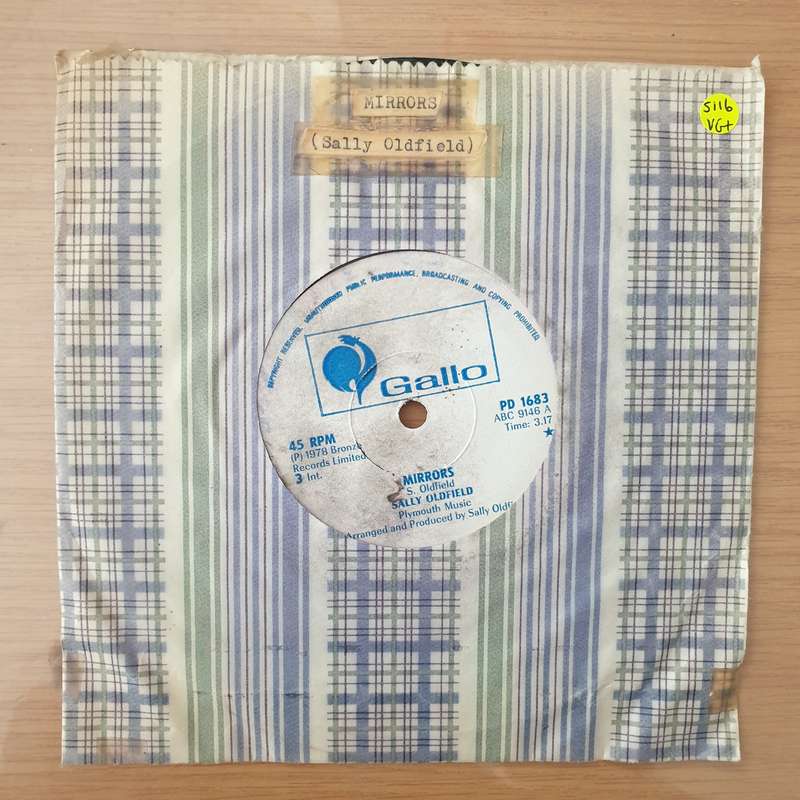 MIRRORS
(Sally Oldfield)
5116
VG+
COPYRIGHT RESERVED. UNAUTHORISED PUBLIC PERFORMANCE, BROADCASTING AND COPYING PROHIBITED
Gallo
45 RPM
(P) 1978 Bronze
Records Limited
3 Int.
PD 1683
ABC 9146 A
Time: 3.17
MIRRORS
S. Oldfield
SALLY OLDFIELD
Plymouth Music
Arranged and Produced by Sally